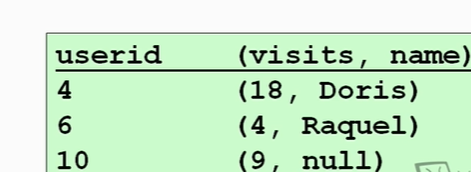 userid (visits, name)
4 (18, Doris)
6 (4, Raquel)
10 (9, null)